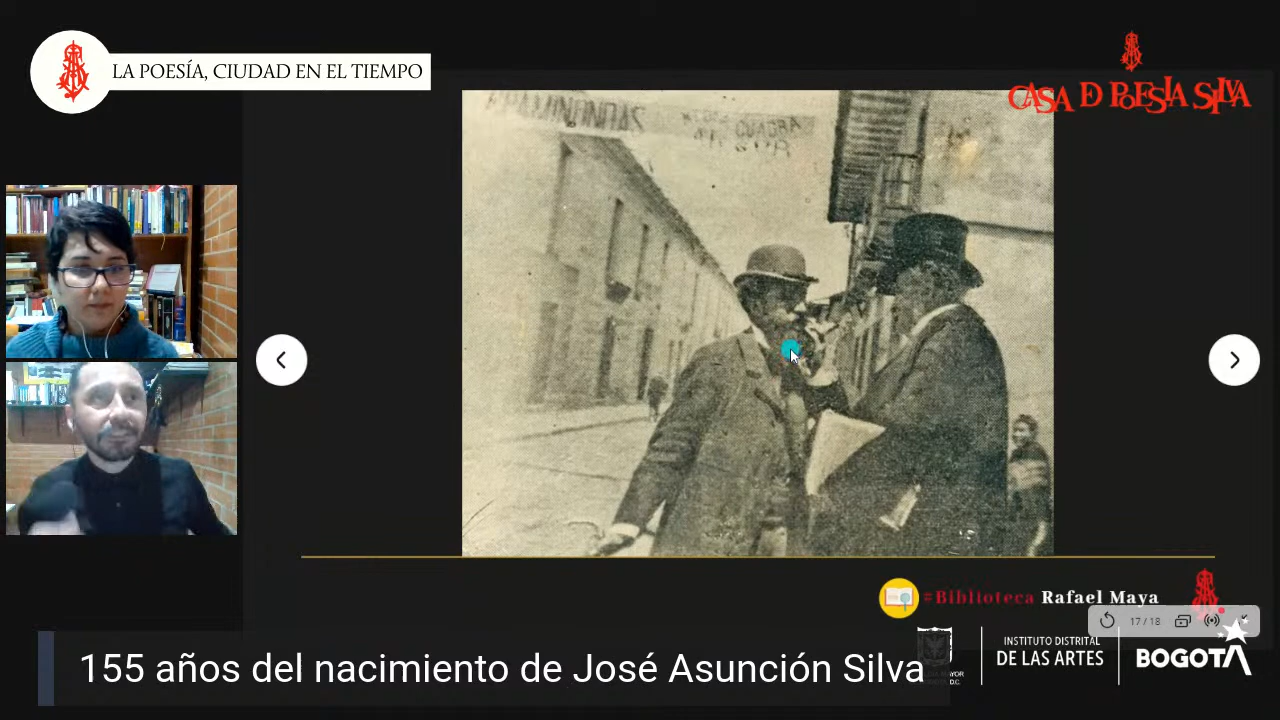 LA POESÍA, CIUDAD EN EL TIEMPO
CASA D POESIA SILVA
#Biblioteca Rafael Maya
17 / 18
INSTITUTO DISTRITAL
DE LAS ARTES
BOGOTÁ
155 años del nacimiento de José Asunción Silva